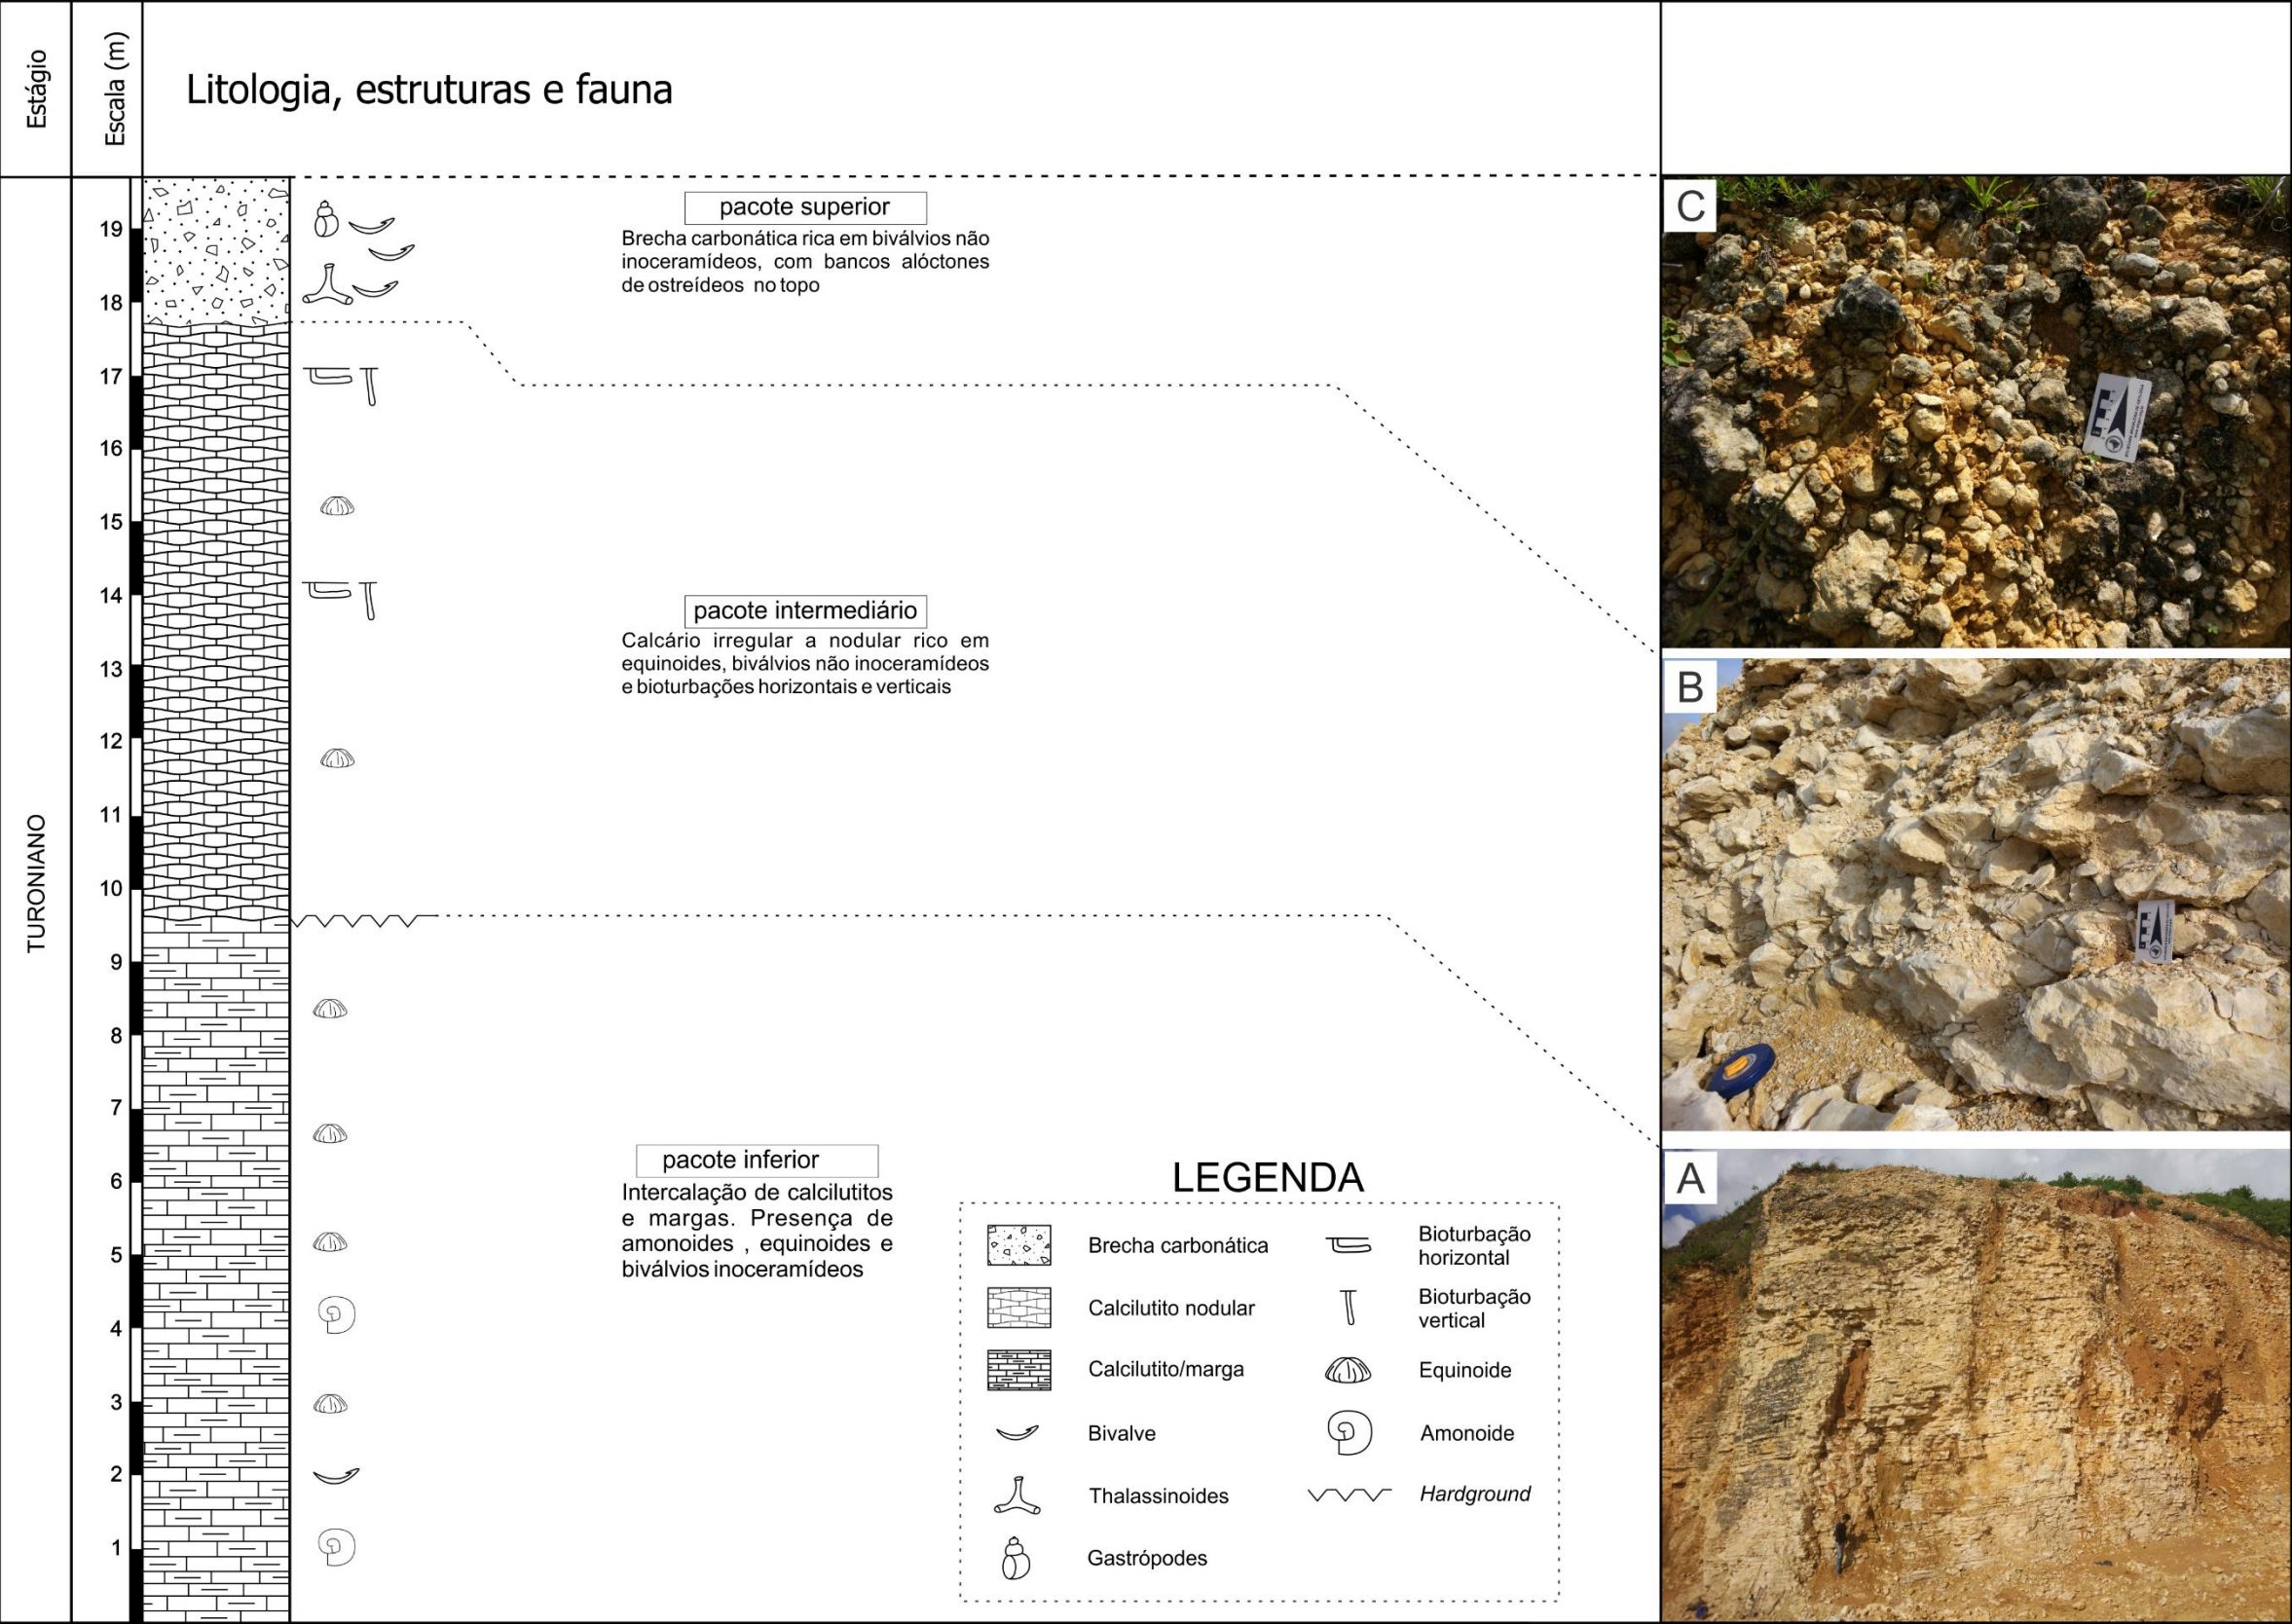 Estágio
Escala (m)
Litologia, estruturas e fauna
TURONIANO
19
18
17
16
15
14
13
12
11
10
9
8
7
6
5
4
3
2
1
pacote superior
Brecha carbonática rica em biválvios não
inoceramídeos, com bancos alóctones
de ostreídeos no topo
pacote intermediário
Calcário irregular a nodular rico em
equinoides, biválvios não inoceramídeos
e bioturbações horizontais e verticais
pacote inferior
Intercalação de calcilutitos
e margas. Presença de
amonoides , equinoides e
biválvios inoceramídeos
LEGENDA
Brecha carbonática
Calcilutito nodular
Calcilutito/marga
Bivalve
Thalassinoides
Gastrópodes
Bioturbação
horizontal
Bioturbação
vertical
Equinoide
Amonoide
Hardground
C
B
A